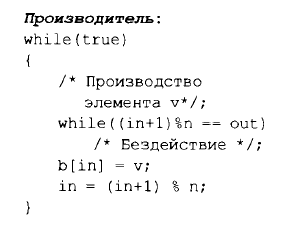 Производитель:
while(true)
{
/* Производство
элемента v*/;
while((in+1)%n == out)
/* Бездействие */;
b[in] = v;
in = (in+1) % n;
}